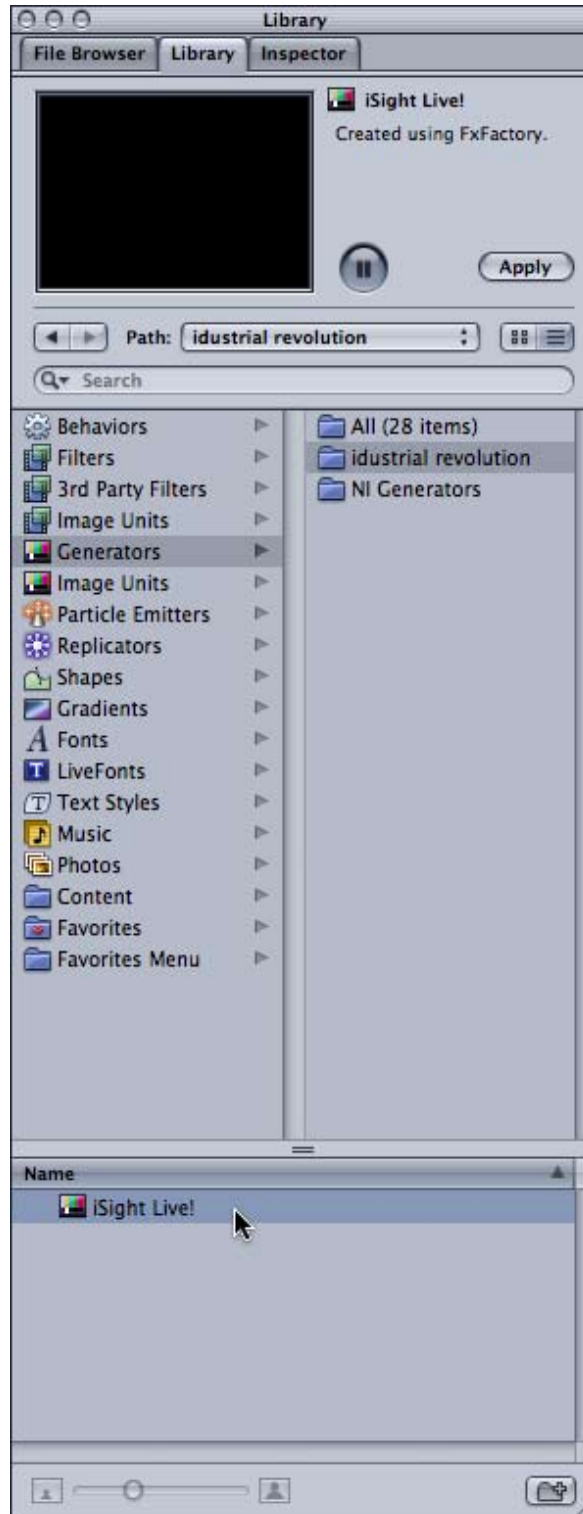 Library
File Browser Library Inspector
iSight Live!
Created using FxFactory.
Apply
Path: idustrial revolution
Search
Behaviors
Filters
3rd Party Filters
Image Units
Generators
Image Units
Particle Emitters
Replicators
Shapes
Gradients
Fonts
LiveFonts
Text Styles
Music
Photos
Content
Favorites
Favorites Menu
All (28 items)
idustrial revolution
NI Generators
Name
iSight Live!